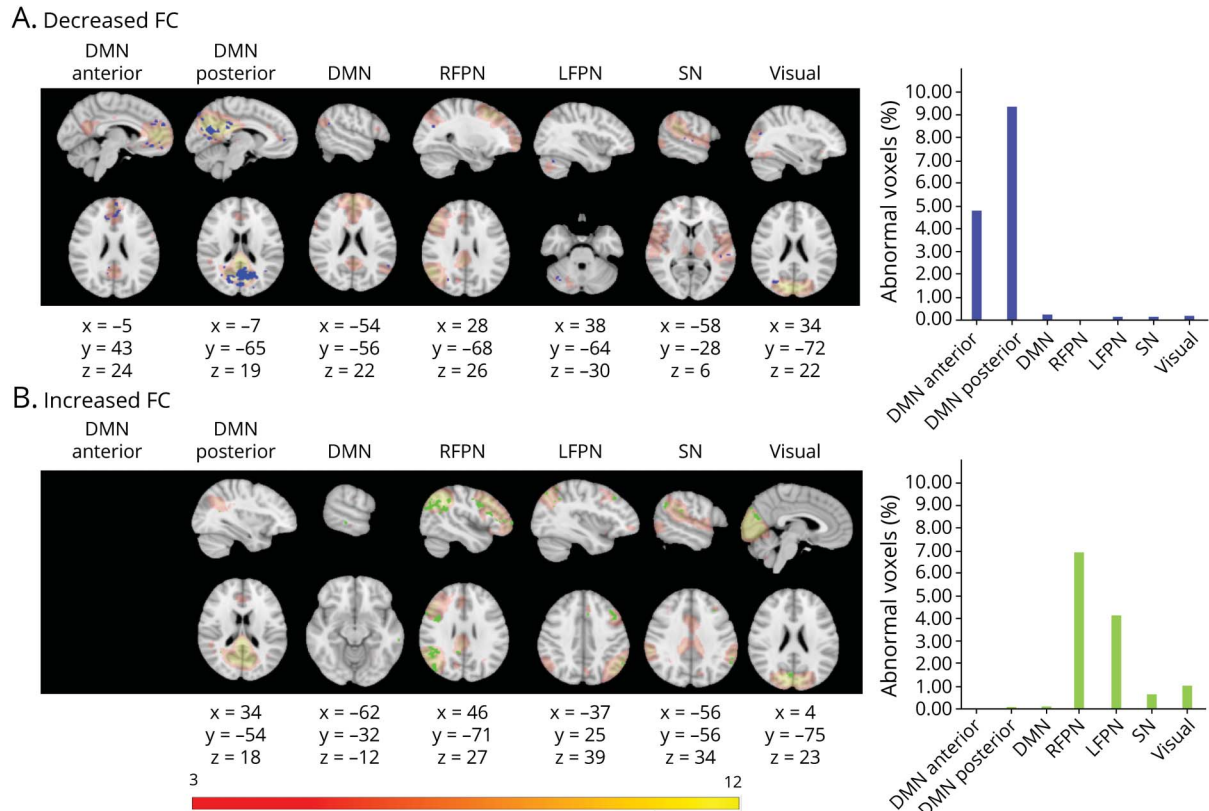 A. Decreased FC
DMN anterior
DMN posterior
DMN
RFPN
LFPN
SN
Visual
x = –5
y = 43
z = 24
x = –7
y = –65
z = 19
x = –54
y = –56
z = 22
x = 28
y = –68
z = 26
x = 38
y = –64
z = –30
x = –58
y = –28
z = 6
x = 34
y = –72
z = 22
Abnormal voxels (%)
10.00
9.00
8.00
7.00
6.00
5.00
4.00
3.00
2.00
1.00
0.00
DMN anterior
DMN posterior
DMN
RFPN
LFPN
SN
Visual
B. Increased FC
DMN anterior
DMN posterior
DMN
RFPN
LFPN
SN
Visual
x = 34
y = –54
z = 18
x = –62
y = –32
z = –12
x = 46
y = –71
z = 27
x = –37
y = 25
z = 39
x = –56
y = –56
z = 34
x = 4
y = –75
z = 23
3
12
Abnormal voxels (%)
10.00
9.00
8.00
7.00
6.00
5.00
4.00
3.00
2.00
1.00
0.00
DMN anterior
DMN posterior
DMN
RFPN
LFPN
SN
Visual